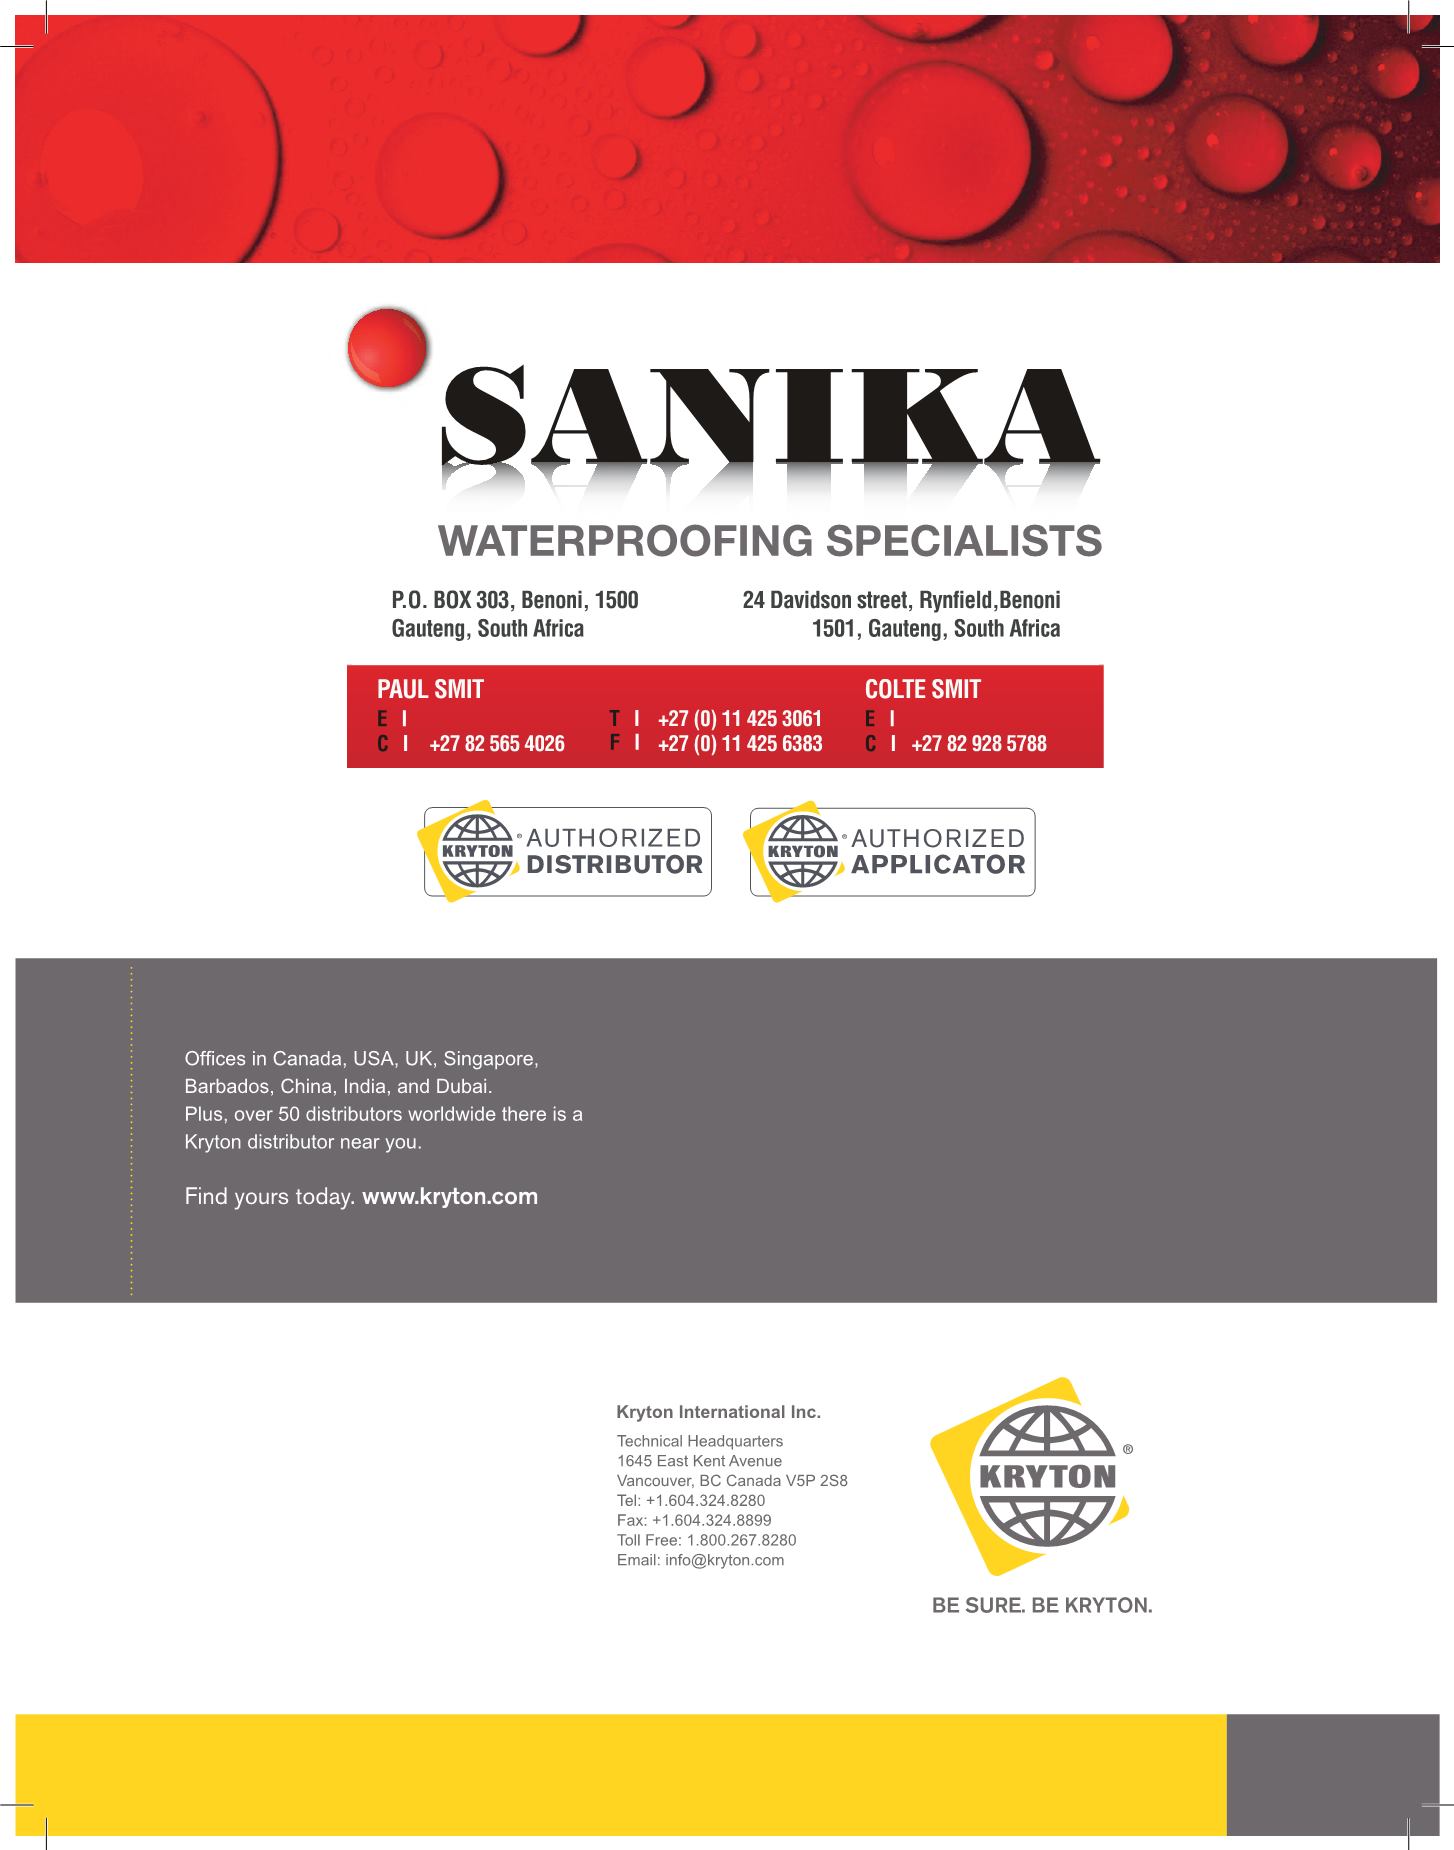 SANIKA
WATERPROOFING SPECIALISTS
P.O. BOX 303, Benoni, 1500
Gauteng, South Africa
24 Davidson street, Rynfield,Benoni
1501, Gauteng, South Africa
PAUL SMIT
E |
C | +27 82 565 4026
T | +27 (0) 11 425 3061
F | +27 (0) 11 425 6383
COLTE SMIT
E |
C | +27 82 928 5788
KRYTON ® AUTHORIZED
DISTRIBUTOR
KRYTON ® AUTHORIZED
APPLICATOR
Offices in Canada, USA, UK, Singapore,
Barbados, China, India, and Dubai.
Plus, over 50 distributors worldwide there is a
Kryton distributor near you.
Find yours today. www.kryton.com
Kryton International Inc.
Technical Headquarters
1645 East Kent Avenue
Vancouver, BC Canada V5P 2S8
Tel: +1.604.324.8280
Fax: +1.604.324.8899
Toll Free: 1.800.267.8280
Email: info@kryton.com
KRYTON ®
BE SURE. BE KRYTON.